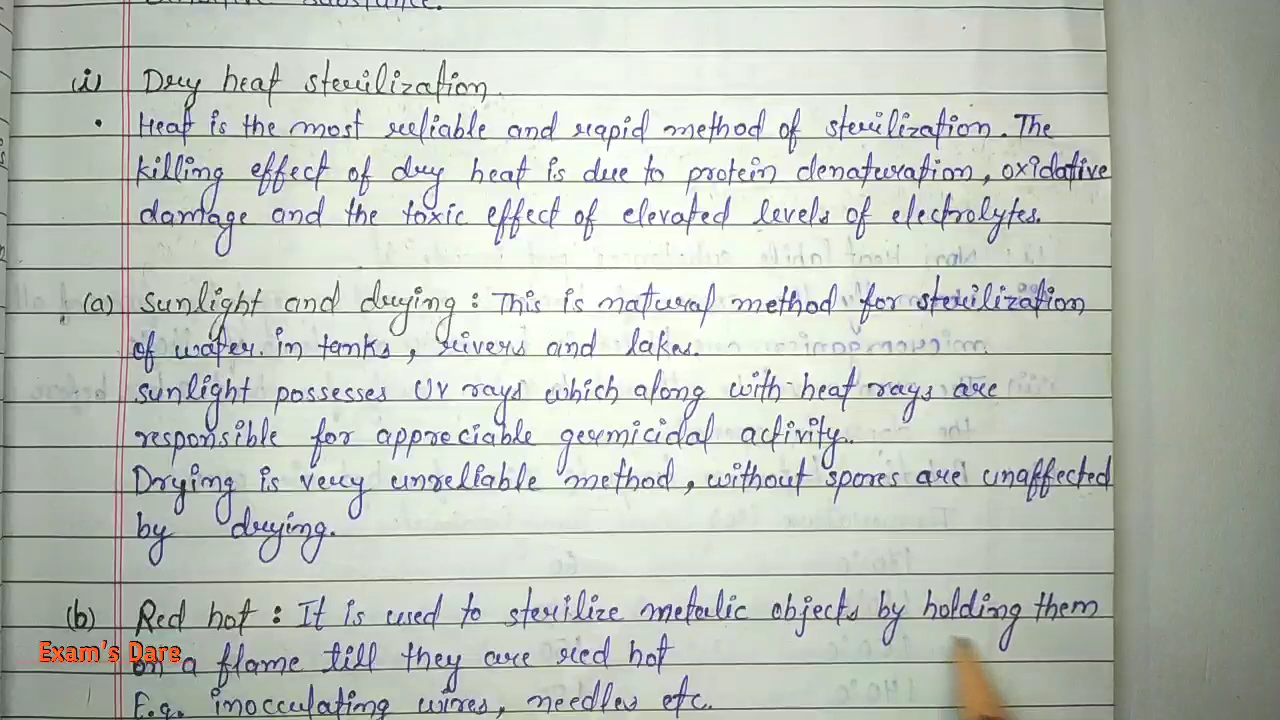 substance.
(i) Dry heat sterilization.
• Heat is the most reliable and rapid method of sterilization. The
killing effect of dry heat is due to protein denaturation, oxidative
damage and the toxic effect of elevated levels of electrolytes.
(a) Sunlight and drying : This is natural method for sterilization
of water in tanks, rivers and lakes.
Sunlight possesses UV rays which along with heat rays are
responsible for appreciable germicidal activity.
Drying is very unreliable method, without spores are unaffected
by drying.
(b) Red hot : It is used to sterilize metallic objects by holding them
on a flame till they are red hot
E.g. inocculating wires, needles etc.
Exam's Dare